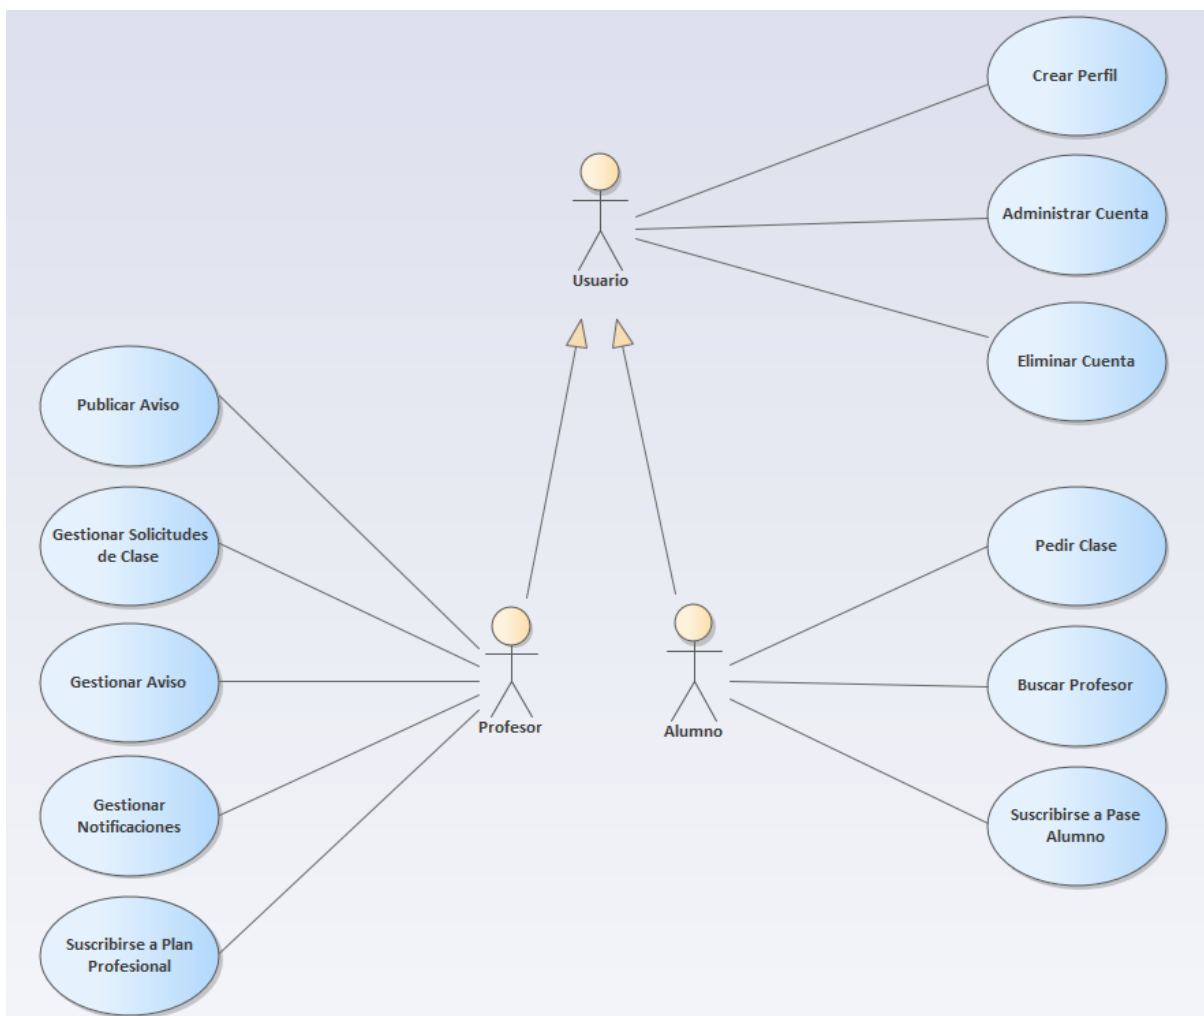 Crear Perfil
Administrar Cuenta
Usuario
Eliminar Cuenta
Publicar Aviso
Gestionar Solicitudes
de Clase
Pedir Clase
Gestionar Aviso
Buscar Profesor
Profesor
Alumno
Gestionar
Notificaciones
Suscribirse a Pase
Alumno
Suscribirse a Plan
Profesional